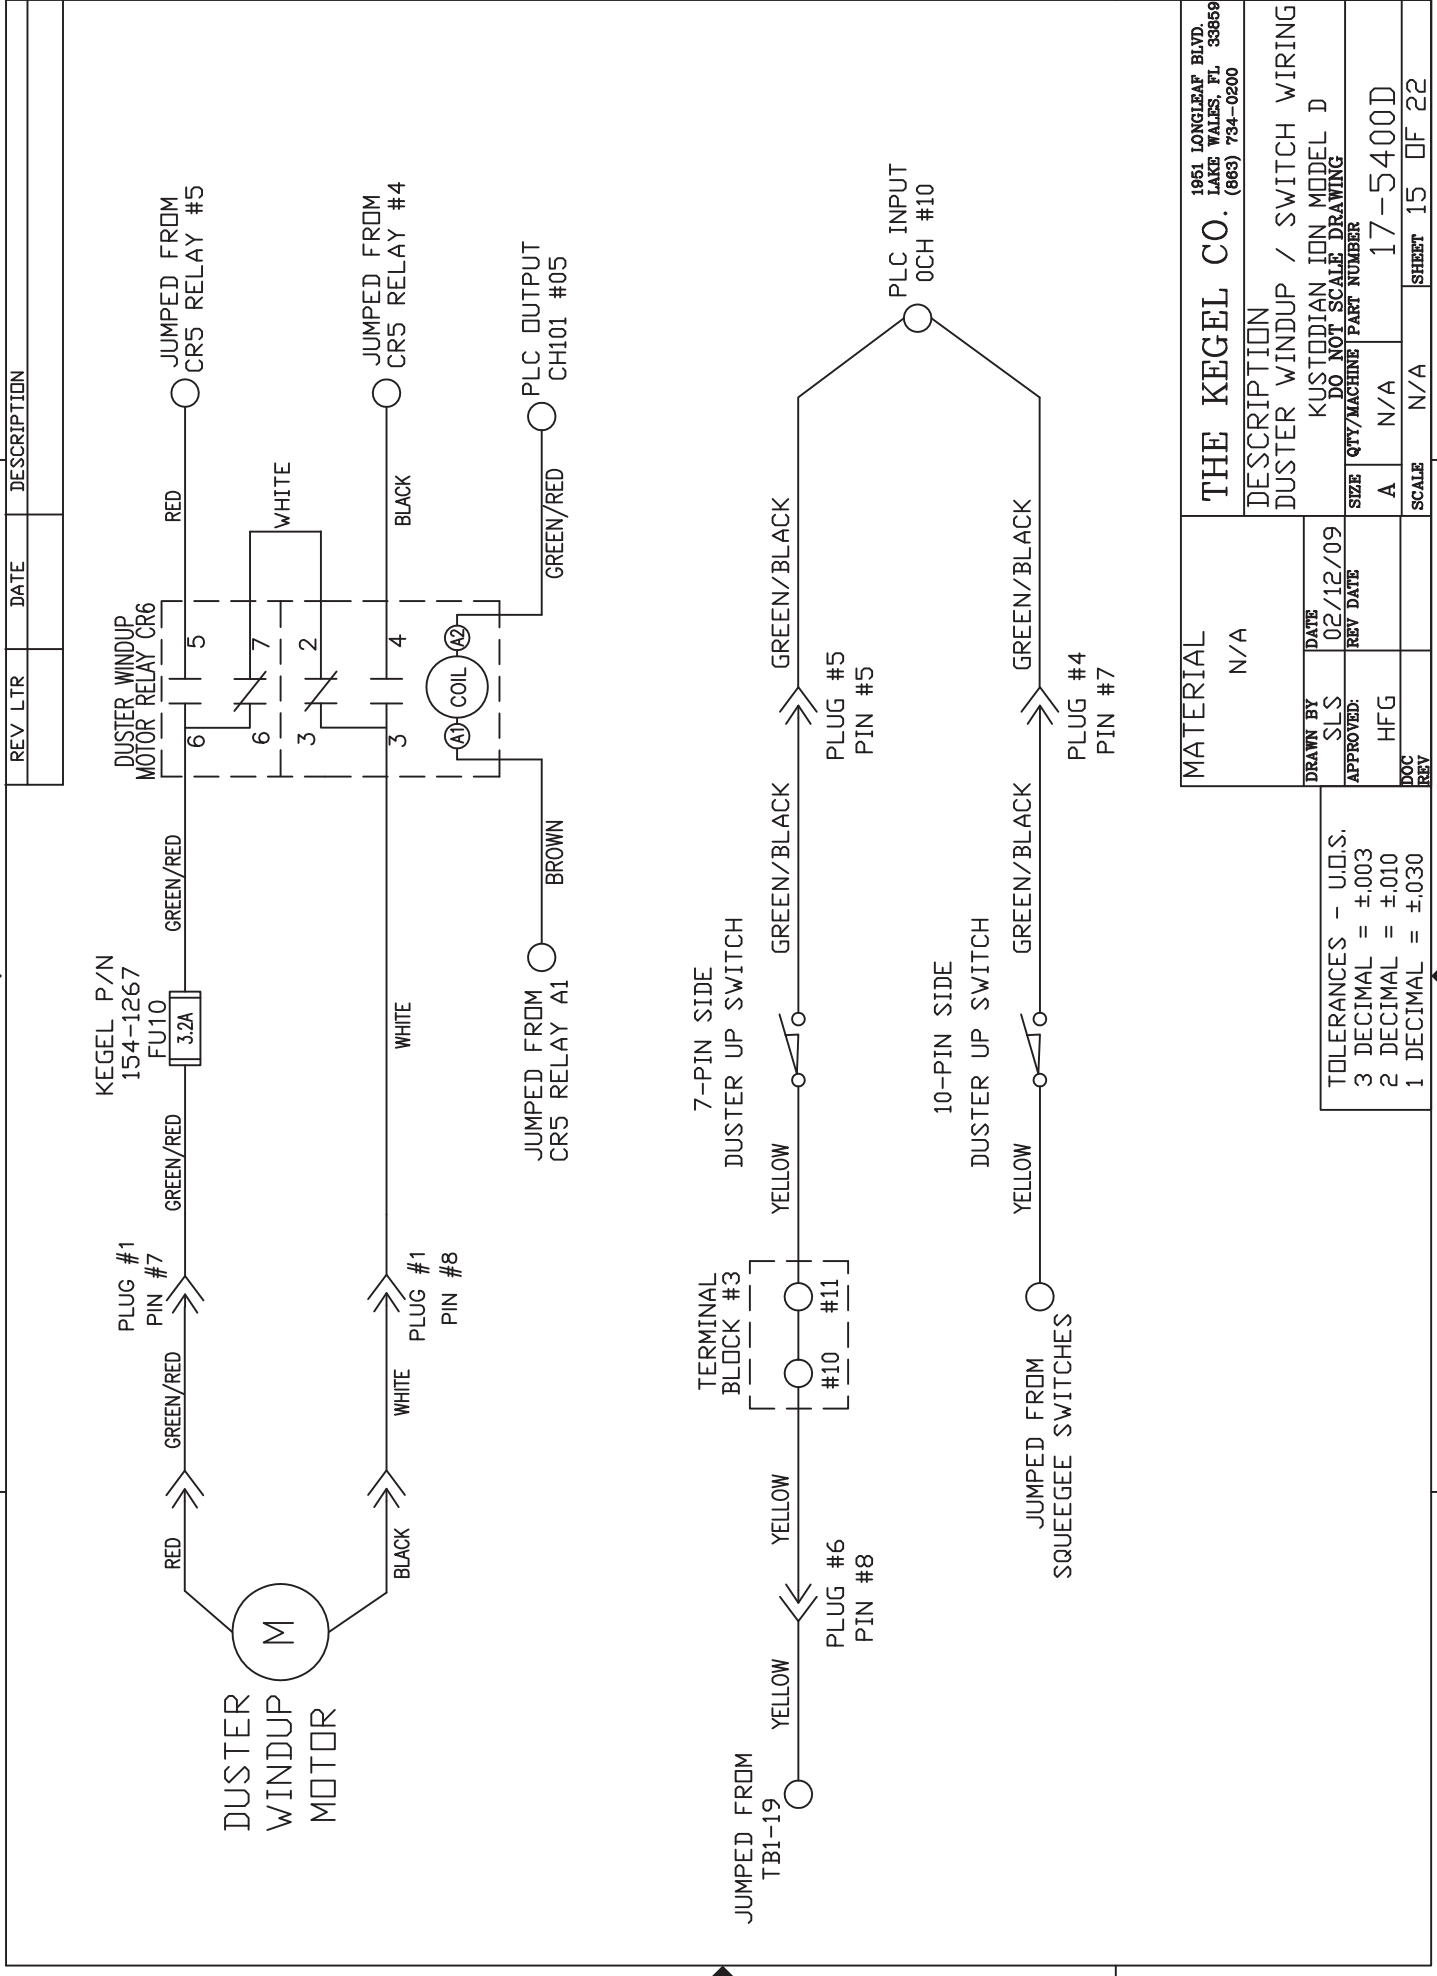 REV LTR
DATE
DESCRIPTION
DUSTER
WINDUP
MOTOR
M
RED
BLACK
GREEN/RED
WHITE
PLUG #1
PIN #7
PLUG #1
PIN #8
GREEN/RED
WHITE
KEGEL P/N
154-1267
FU10
3.2A
GREEN/RED
DUSTER WINDUP
MOTOR RELAY CR6
6
5
6
7
3
2
3
4
A1
COIL
A2
WHITE
RED
BLACK
JUMPED FROM
CR5 RELAY #5
JUMPED FROM
CR5 RELAY #4
JUMPED FROM
CR5 RELAY A1
BROWN
GREEN/RED
PLC OUTPUT
CH101 #05
JUMPED FROM
TB1-19
YELLOW
PLUG #6
PIN #8
YELLOW
TERMINAL
BLOCK #3
#10
#11
YELLOW
7-PIN SIDE
DUSTER UP SWITCH
GREEN/BLACK
PLUG #5
PIN #5
GREEN/BLACK
PLC INPUT
0CH #10
JUMPED FROM
SQUEEGEE SWITCHES
YELLOW
10-PIN SIDE
DUSTER UP SWITCH
GREEN/BLACK
PLUG #4
PIN #7
GREEN/BLACK
TOLERANCES - U.O.S.
3 DECIMAL = ±.003
2 DECIMAL = ±.010
1 DECIMAL = ±.030
MATERIAL
N/A
DRAWN BY
SLS
DATE
02/12/09
APPROVED:
HFG
REV DATE
DOC
REV
THE KEGEL CO.
1951 LONGLEAF BLVD.
LAKE WALES, FL 33859
(863) 734-0200
DESCRIPTION
DUSTER WINDUP / SWITCH WIRING
KUSTODIAN ION MODEL D
DO NOT SCALE DRAWING
SIZE
A
QTY/MACHINE
N/A
PART NUMBER
17-5400D
SCALE
N/A
SHEET 15 OF 22